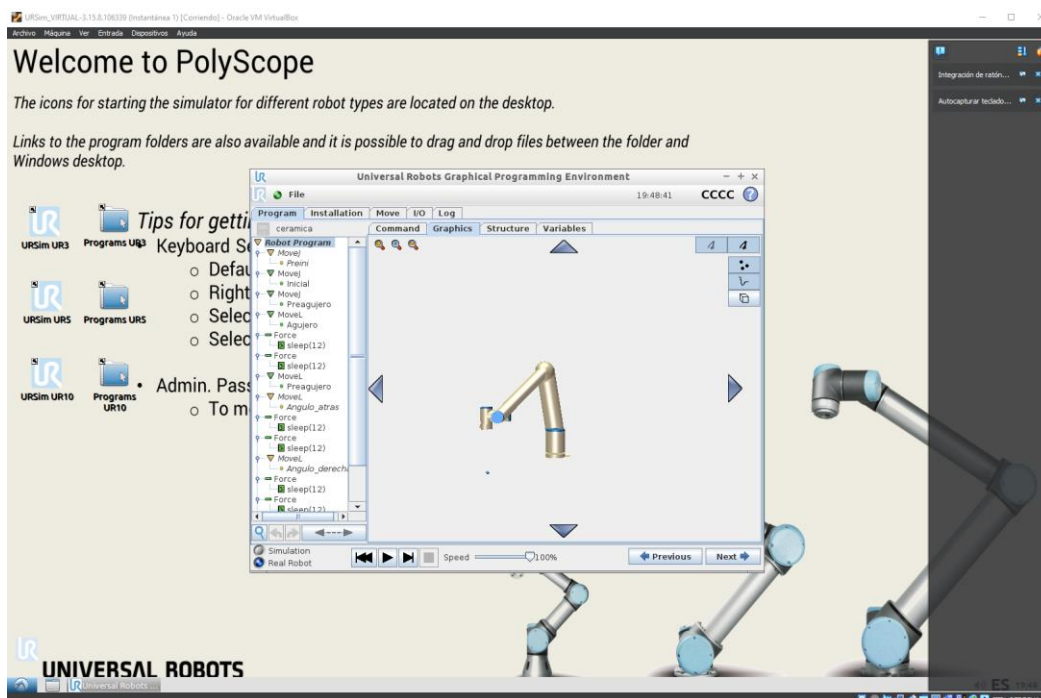 URSim_VIRTUAL-3.15.8.106339 (Instantánea 1) [Corriendo] - Oracle VM VirtualBox
Archivo Máquina Ver Entrada Dispositivos Ayuda
Welcome to PolyScope
The icons for starting the simulator for different robot types are located on the desktop.
Links to the program folders are also available and it is possible to drag and drop files between the folder and
Windows desktop.
Integración de ratón...
Autocapturar teclado...
Tips for getti
Keyboard Se
Defau
Right
Selec
Selec
Admin. Pass
To m
URSim UR3
Programs UR3
URSim UR5
Programs UR5
URSim UR10
Programs
UR10
UR
Universal Robots Graphical Programming Environment
File
19:48:41
CCCC
?
Program Installation Move I/O Log
ceramica
Command Graphics Structure Variables
Robot Program
MoveJ
Preini
MoveJ
Inicial
MoveJ
Preagujero
MoveL
Agujero
Force
sleep(12)
Force
sleep(12)
MoveL
Preagujero
MoveL
Angulo_atras
Force
sleep(12)
Force
sleep(12)
MoveL
Angulo_derech
Force
sleep(12)
Force
sleep(12)
Simulation
Real Robot
Speed
100%
Previous
Next
UR
UNIVERSAL ROBOTS
Universal Robots ...
ES
19:48